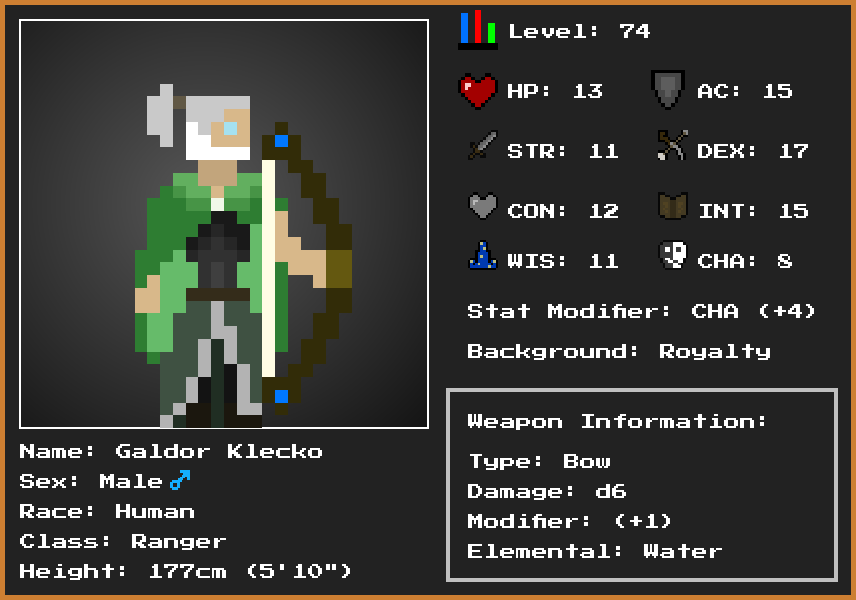 Level: 74
HP: 13
AC: 15
STR: 11
DEX: 17
CON: 12
INT: 15
WIS: 11
CHA: 8
Stat Modifier: CHA (+4)
Background: Royalty
Weapon Information:
Type: Bow
Damage: d6
Modifier: (+1)
Elemental: Water
Name: Galdor Klecko
Sex: Male ♂
Race: Human
Class: Ranger
Height: 177cm (5'10")